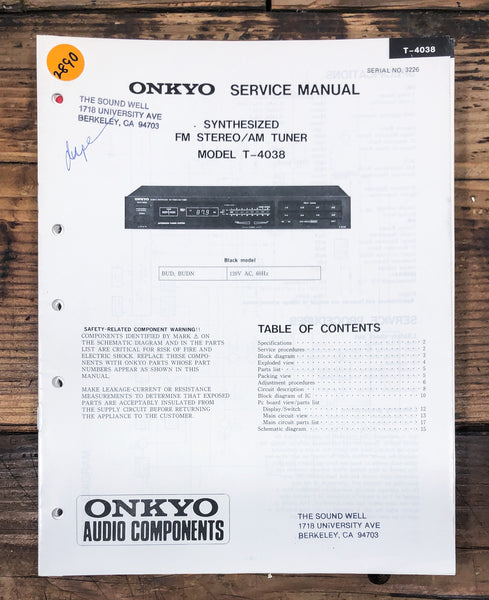 T-4038
SERIAL NO. 3226
2890
ONKYO SERVICE MANUAL
THE SOUND WELL
1718 UNIVERSITY AVE
BERKELEY, CA 94703
dupe
SYNTHESIZED
FM STEREO/AM TUNER
MODEL T-4038
ONKYO
87.9
Black model
BUD, BUDN
120V AC, 60Hz
SAFETY-RELATED COMPONENT WARNING!!
COMPONENTS IDENTIFIED BY MARK ⚠ ON
THE SCHEMATIC DIAGRAM AND IN THE PARTS
LIST ARE CRITICAL FOR RISK OF FIRE AND
ELECTRIC SHOCK. REPLACE THESE COMPO-
NENTS WITH ONKYO PARTS WHOSE PART
NUMBERS APPEAR AS SHOWN IN THIS
MANUAL.
MAKE LEAKAGE-CURRENT OR RESISTANCE
MEASUREMENTS TO DETERMINE THAT EXPOSED
PARTS ARE ACCEPTABLY INSULATED FROM
THE SUPPLY CIRCUIT BEFORE RETURNING
THE APPLIANCE TO THE CUSTOMER.
TABLE OF CONTENTS
Specifications 2
Service procedures 2
Block diagram 3
Exploded view
Parts list
Packing view
Adjustment procedures 6
Circuit description 8
Block diagram of IC 10
Pc board view/parts list
Display/Switch 12
Main circuit view 13
Main circuit parts list 17
Schematic diagram 15
ONKYO
AUDIO COMPONENTS
THE SOUND WELL
1718 UNIVERSITY AVE
BERKELEY, CA 94703